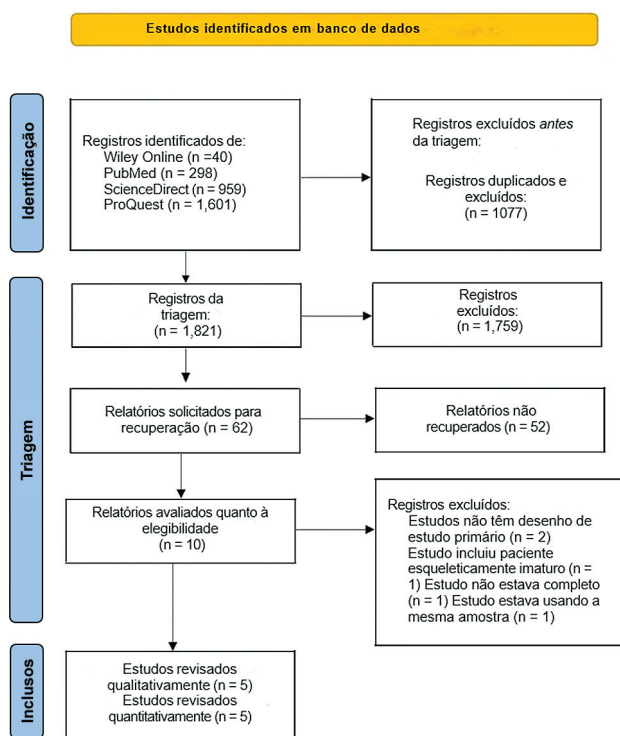 Estudos identificados em banco de dados
Identificação
Registros identificados de:
Wiley Online (n =40)
PubMed (n = 298)
ScienceDirect (n = 959)
ProQuest (n = 1,601)
Registros excluídos antes
da triagem:
Registros duplicados e
excluídos:
(n = 1077)
Triagem
Registros da
triagem:
(n = 1,821)
Registros
excluídos:
(n = 1,759)
Relatórios solicitados para
recuperação (n = 62)
Relatórios não
recuperados (n = 52)
Relatórios avaliados quanto à
elegibilidade
(n = 10)
Registros excluídos:
Estudos não têm desenho de
estudo primário (n = 2)
Estudo incluiu paciente
esqueleticamente imaturo (n =
1) Estudo não estava completo
(n = 1) Estudo estava usando a
mesma amostra (n = 1)
Inclusos
Estudos revisados
qualitativamente (n = 5)
Estudos revisados
quantitativamente (n = 5)